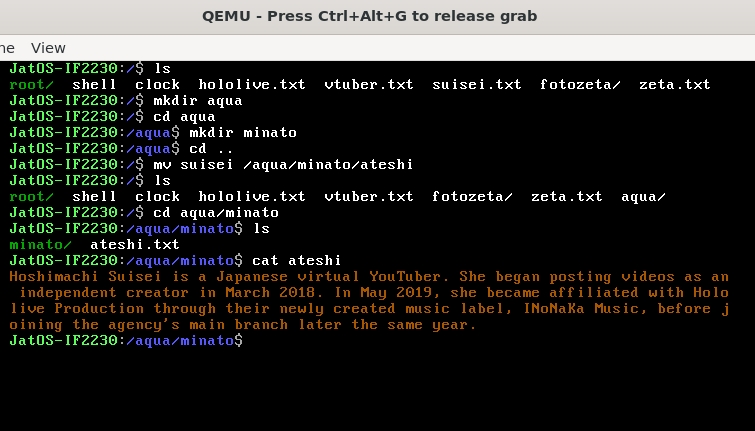 QEMU - Press Ctrl+Alt+G to release grab
ne View
JatOS-IF2230:/$ ls
root/ shell clock hololive.txt vtuber.txt suisei.txt fotozeta/ zeta.txt
JatOS-IF2230:/$ mkdir aqua
JatOS-IF2230:/$ cd aqua
JatOS-IF2230:/aqua$ mkdir minato
JatOS-IF2230:/aqua$ cd ..
JatOS-IF2230:/$ mv suisei /aqua/minato/ateshi
JatOS-IF2230:/$ ls
root/ shell clock hololive.txt vtuber.txt fotozeta/ zeta.txt aqua/
JatOS-IF2230:/$ cd aqua/minato
JatOS-IF2230:/aqua/minato$ ls
minato/ ateshi.txt
JatOS-IF2230:/aqua/minato$ cat ateshi
Hoshimachi Suisei is a Japanese virtual YouTuber. She began posting videos as an
independent creator in March 2018. In May 2019, she became affiliated with Holo
live Production through their newly created music label, INoNaKa Music, before j
oining the agency's main branch later the same year.
JatOS-IF2230:/aqua/minato$